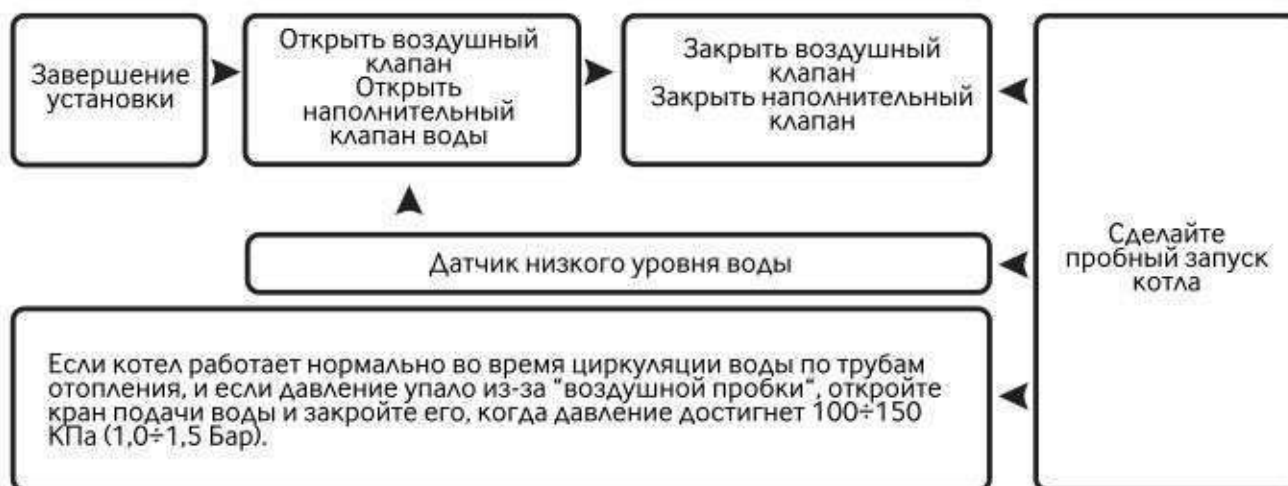 Завершение
установки
Открыть воздушный
клапан
Открыть
наполнительный
клапан воды
Закрыть воздушный
клапан
Закрыть наполнительный
клапан
Сделайте
пробный запуск
котла
Датчик низкого уровня воды
Если котел работает нормально во время циркуляции воды по трубам
отопления, и если давление упало из-за "воздушной пробки", откройте
кран подачи воды и закройте его, когда давление достигнет 100÷150
КПа (1,0÷1,5 Бар).